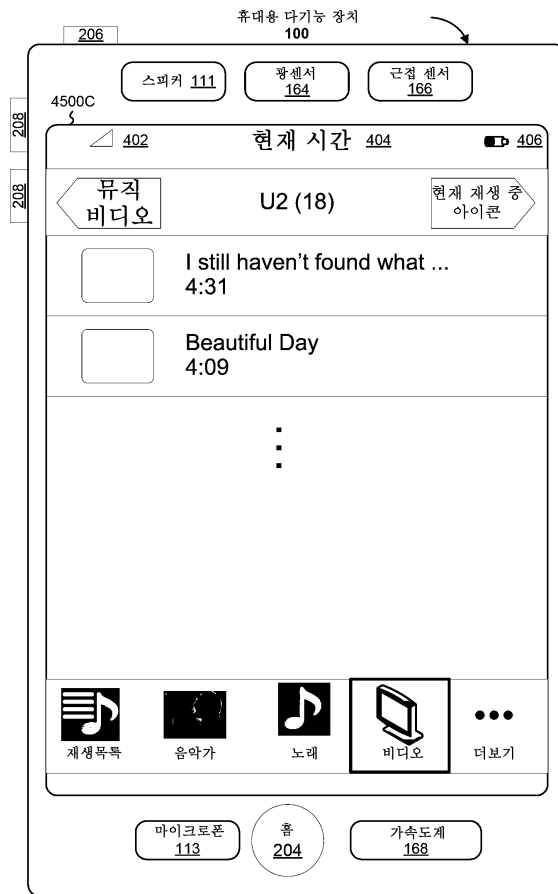 휴대용 다기능 장치
100
206
스피커 111
광센서
164
근접 센서
166
4500C
208
208
402
현재 시간 404
406
뮤직
비디오
U2 (18)
현재 재생 중
아이콘
I still haven't found what ...
4:31
Beautiful Day
4:09
재생목록
음악가
노래
비디오
더보기
마이크로폰
113
홈
204
가속도계
168